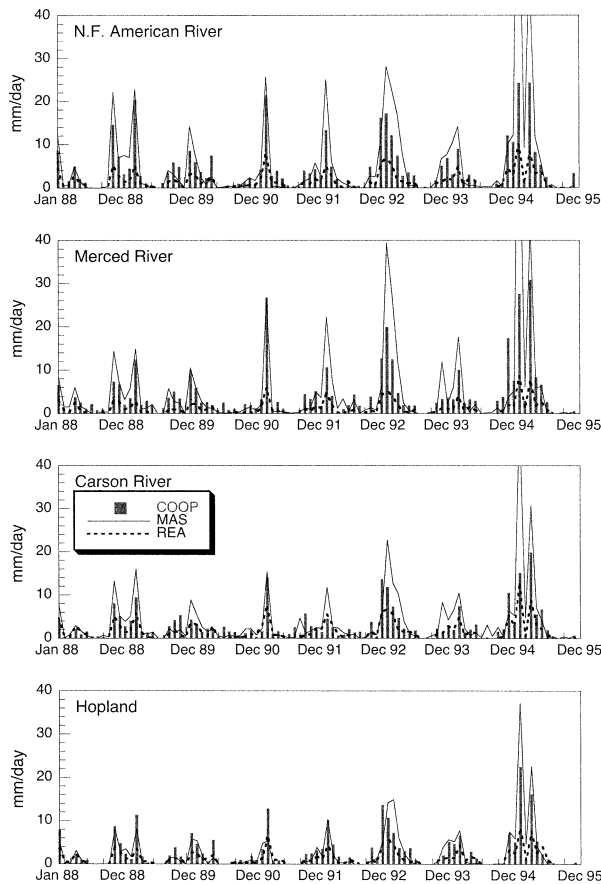 N.F. American River
mm/day
40
30
20
10
0
Jan 88 Dec 88 Dec 89 Dec 90 Dec 91 Dec 92 Dec 93 Dec 94 Dec 95
Merced River
mm/day
40
30
20
10
0
Jan 88 Dec 88 Dec 89 Dec 90 Dec 91 Dec 92 Dec 93 Dec 94 Dec 95
Carson River
COOP
MAS
REA
mm/day
40
30
20
10
0
Jan 88 Dec 88 Dec 89 Dec 90 Dec 91 Dec 92 Dec 93 Dec 94 Dec 95
Hopland
mm/day
40
30
20
10
0
Jan 88 Dec 88 Dec 89 Dec 90 Dec 91 Dec 92 Dec 93 Dec 94 Dec 95